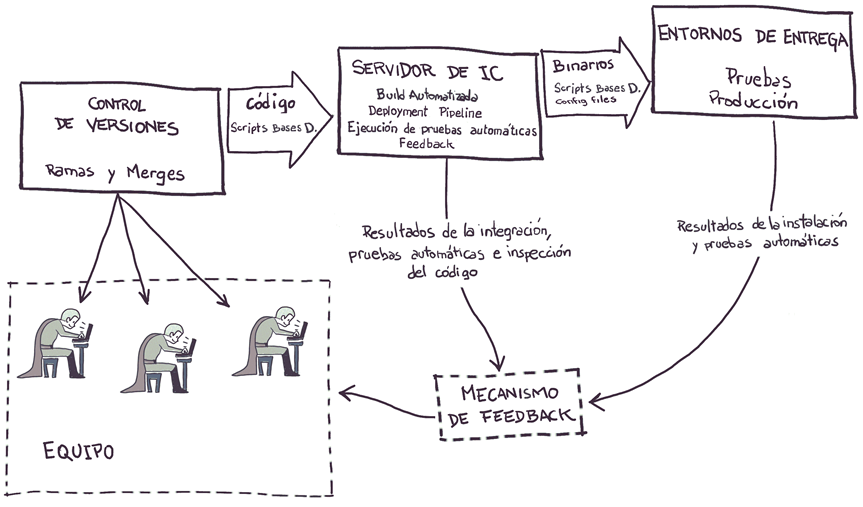 CONTROL
DE VERSIONES
Ramas y Merges
Código
Scripts Bases D.
SERVIDOR DE IC
Build Automatizada
Deployment Pipeline
Ejecución de pruebas automáticas
Feedback
Binarios
Scripts Bases D.
Config files
ENTORNOS DE ENTREGA
Pruebas
Producción
Resultados de la integración,
pruebas automáticas e inspección
del código
Resultados de la instalación
y pruebas automáticas
MECANISMO
DE FEEDBACK
EQUIPO